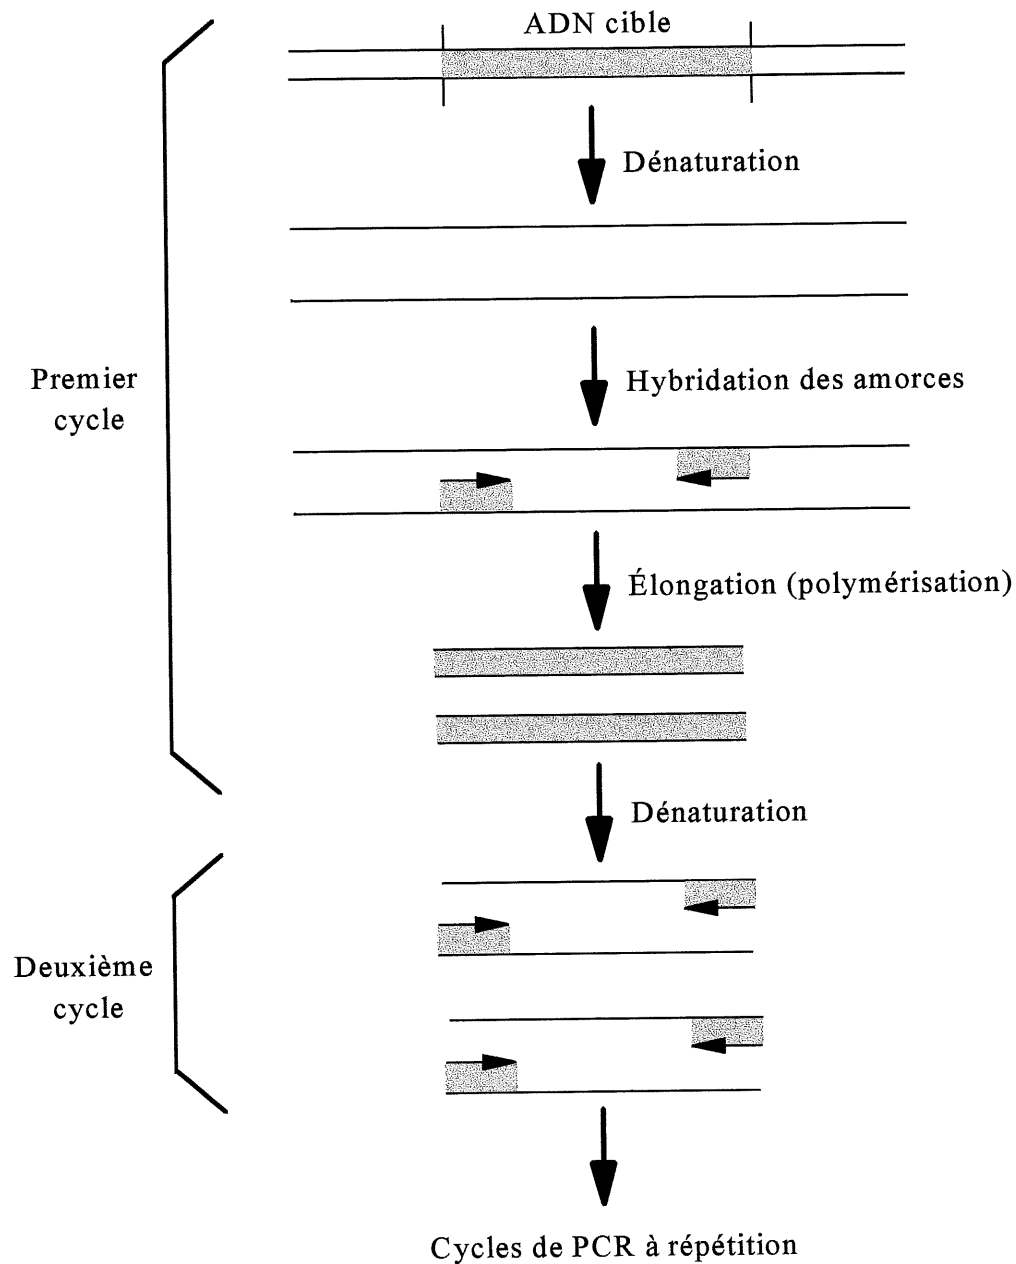 ADN cible
Dénaturation
Premier
cycle
Hybridation des amorces
Élongation (polymérisation)
Dénaturation
Deuxième
cycle
Cycles de PCR à répétition